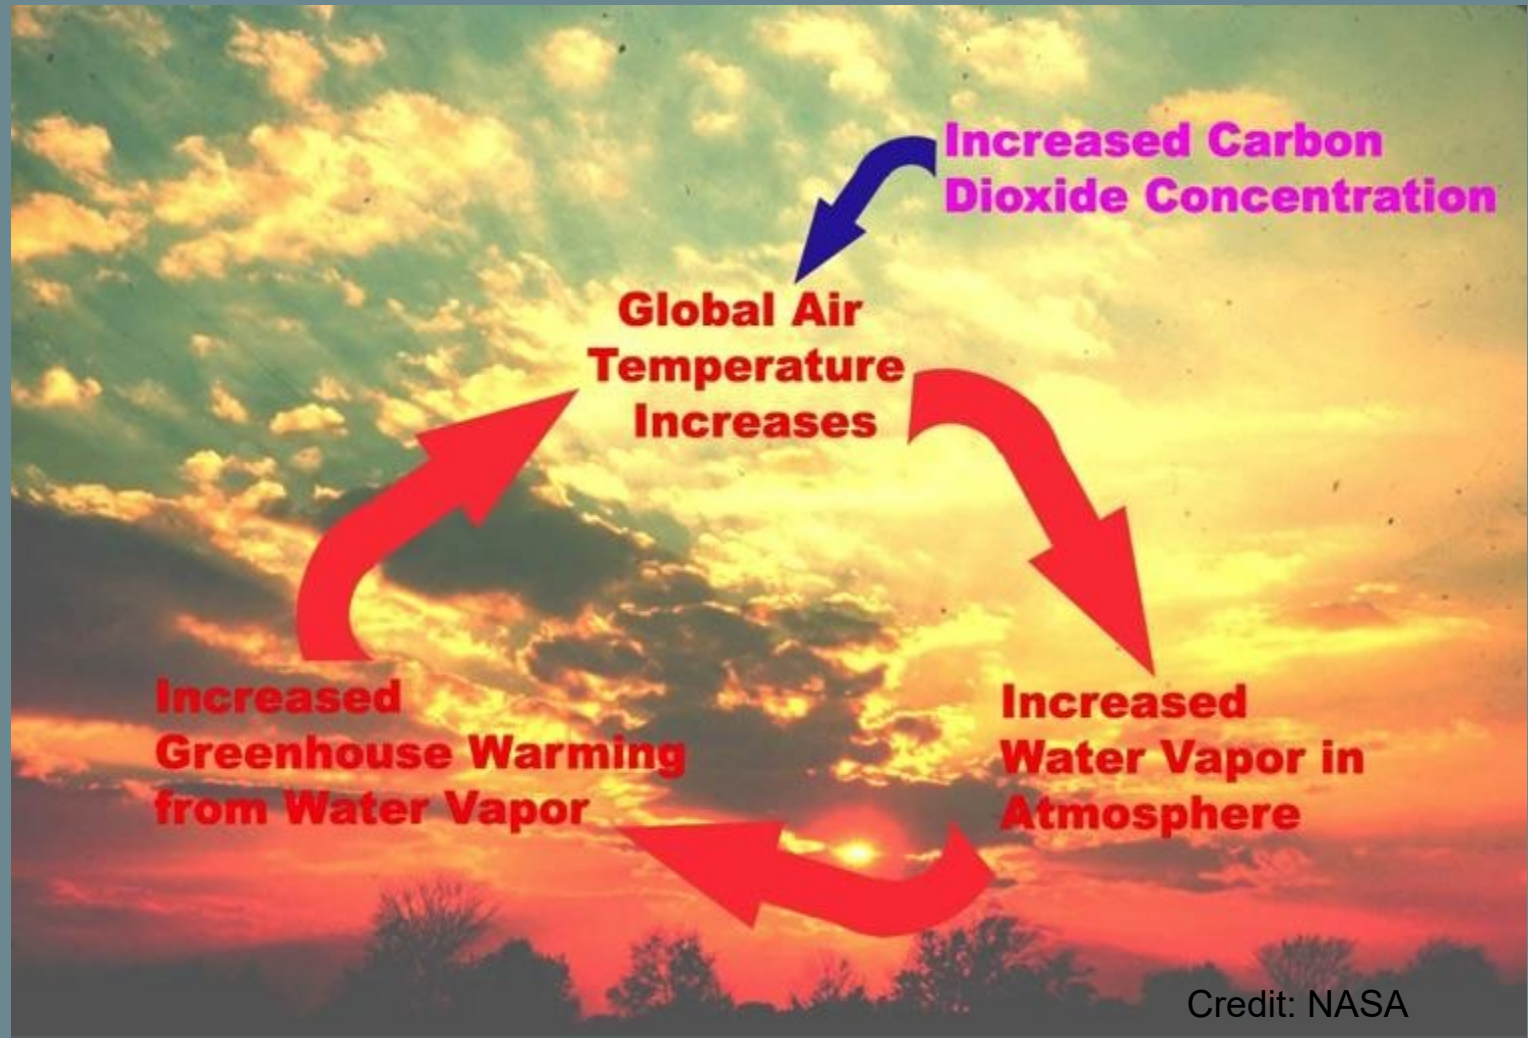 Increased Carbon
Dioxide Concentration
Global Air
Temperature
Increases
Increased
Greenhouse Warming
from Water Vapor
Increased
Water Vapor in
Atmosphere
Credit: NASA